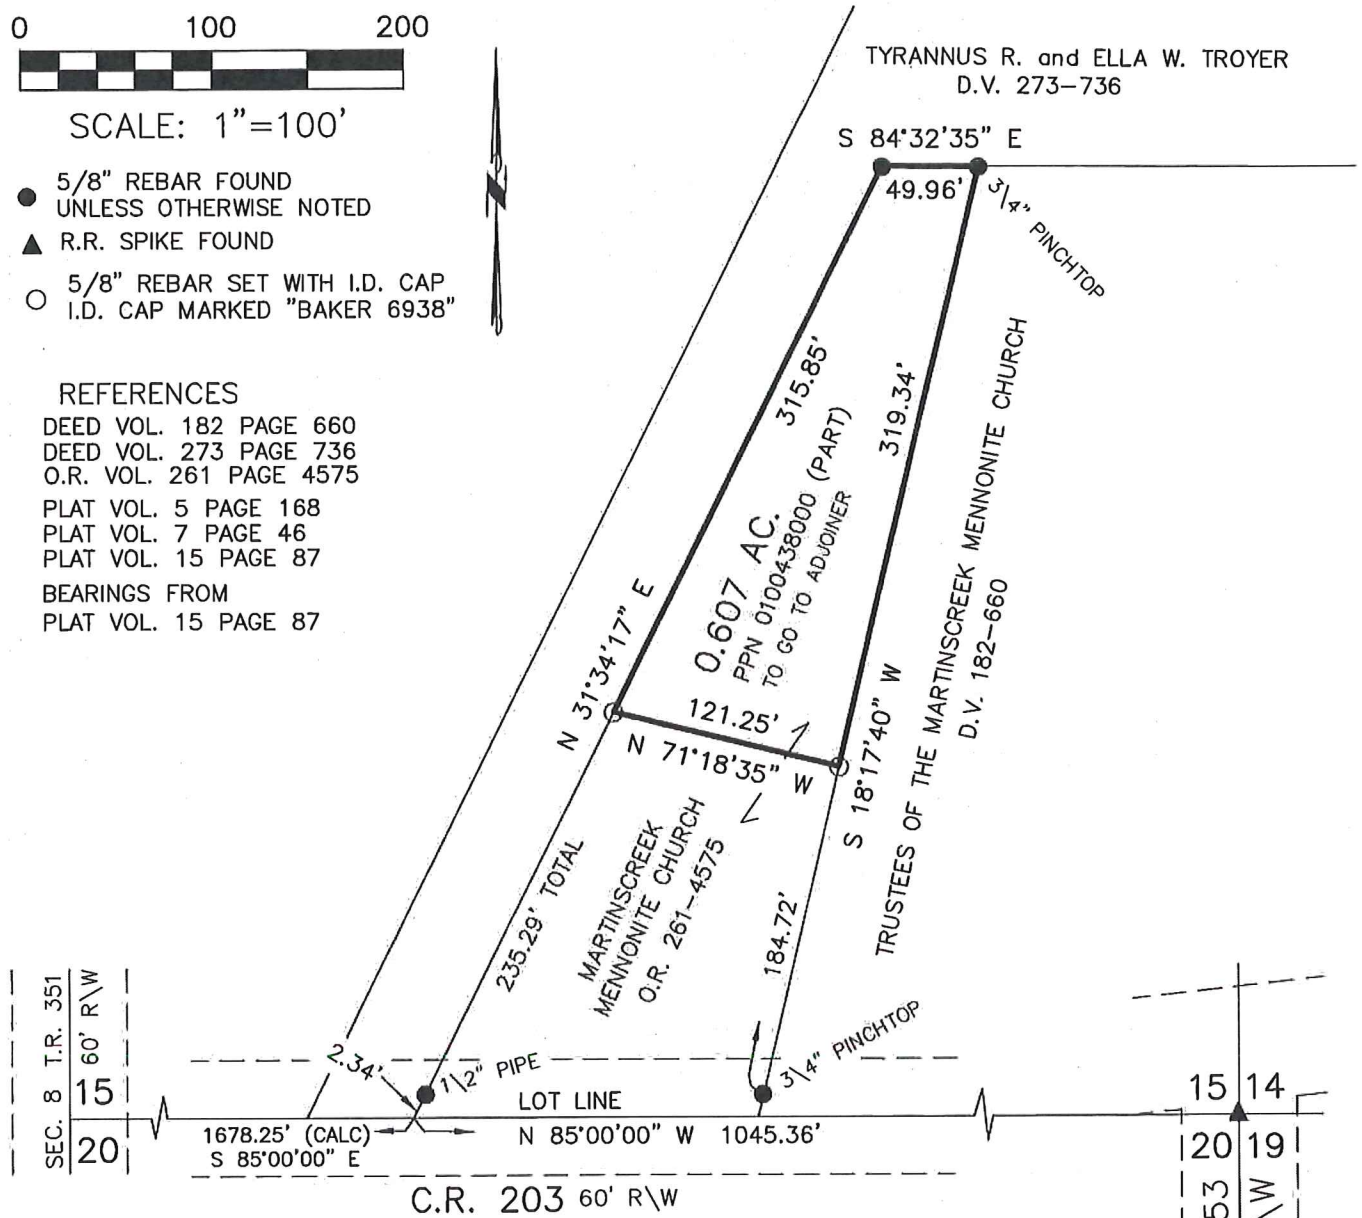 0 100 200
SCALE: 1"=100'
5/8" REBAR FOUND
UNLESS OTHERWISE NOTED
R.R. SPIKE FOUND
5/8" REBAR SET WITH I.D. CAP
I.D. CAP MARKED "BAKER 6938"
N
REFERENCES
DEED VOL. 182 PAGE 660
DEED VOL. 273 PAGE 736
O.R. VOL. 261 PAGE 4575
PLAT VOL. 5 PAGE 168
PLAT VOL. 7 PAGE 46
PLAT VOL. 15 PAGE 87
BEARINGS FROM
PLAT VOL. 15 PAGE 87
TYRANNUS R. and ELLA W. TROYER
D.V. 273-736
S 84°32'35" E
49.96'
3/4" PINCHTOP
315.85'
319.34'
0.607 AC.
PPN 0100438000 (PART)
TO GO TO ADJOINER
N 31°34'17" E
121.25'
N 71°18'35" W
S 18°17'40" W
TRUSTEES OF THE MARTINSCREEK MENNONITE CHURCH
D.V. 182-660
235.29' TOTAL
MARTINSCREEK
MENNONITE CHURCH
O.R. 261-4575
184.72'
2.34'
1\2" PIPE
3\4" PINCHTOP
SEC. 8 T.R. 351
60' R\W
15
20
LOT LINE
1678.25' (CALC)
S 85°00'00" E
N 85°00'00" W 1045.36'
C.R. 203 60' R\W
15 14
20 19
53
\W